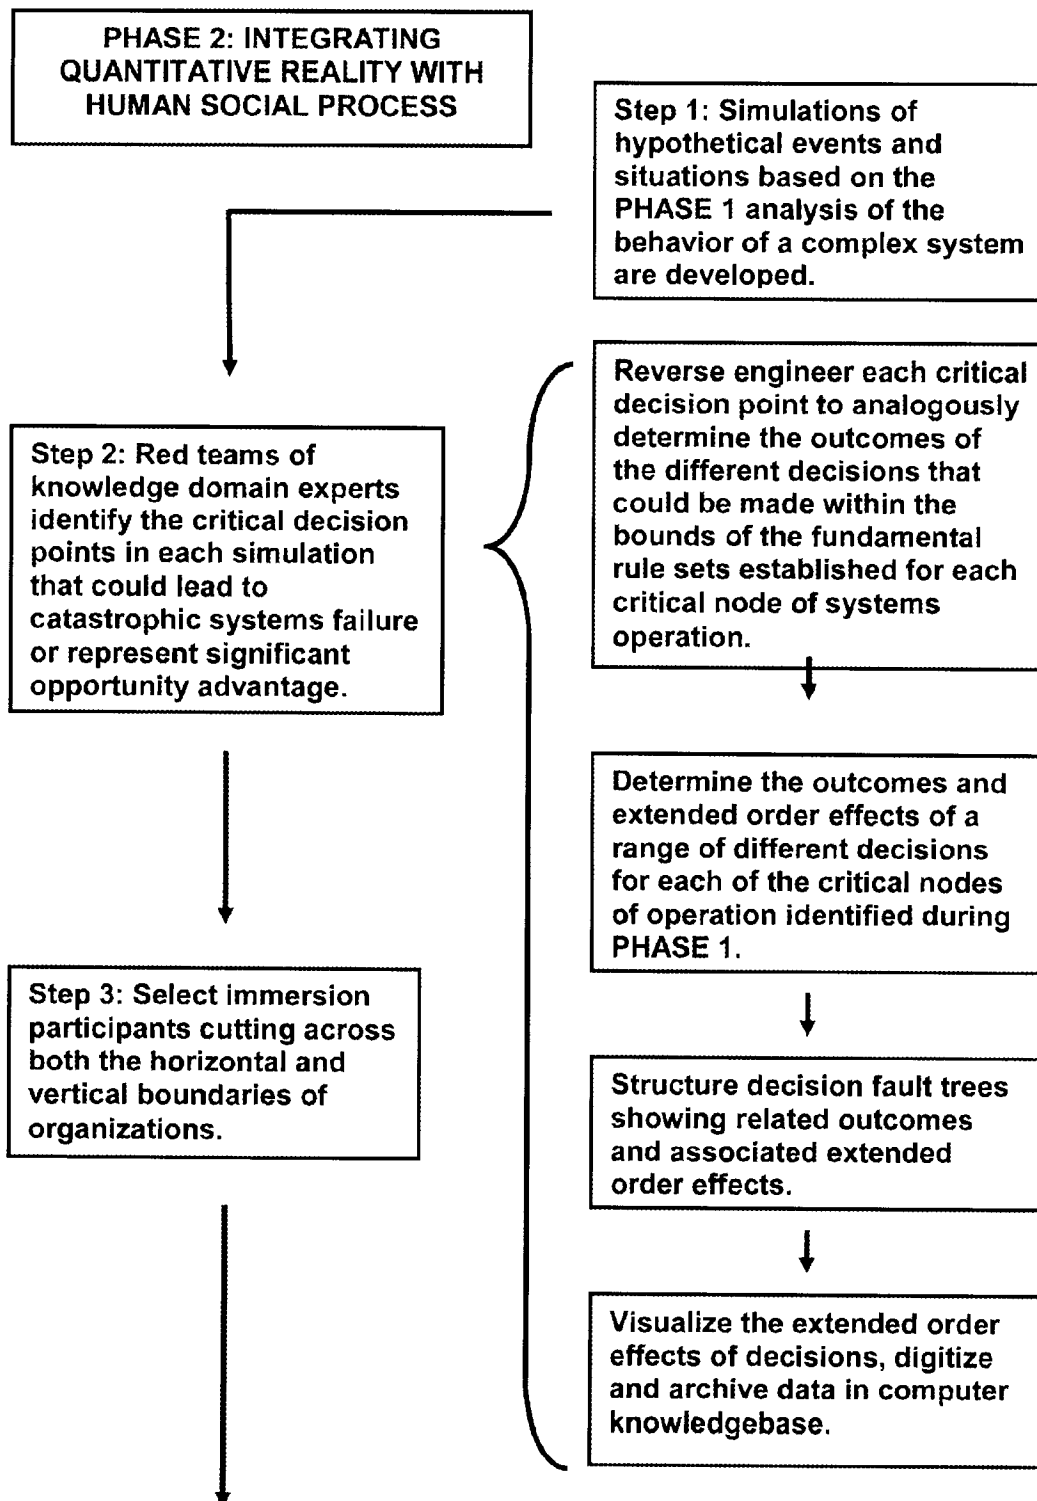 PHASE 2: INTEGRATING
QUANTITATIVE REALITY WITH
HUMAN SOCIAL PROCESS
Step 1: Simulations of
hypothetical events and
situations based on the
PHASE 1 analysis of the
behavior of a complex system
are developed.
Step 2: Red teams of
knowledge domain experts
identify the critical decision
points in each simulation
that could lead to
catastrophic systems failure
or represent significant
opportunity advantage.
Reverse engineer each critical
decision point to analogously
determine the outcomes of
the different decisions that
could be made within the
bounds of the fundamental
rule sets established for each
critical node of systems
operation.
Determine the outcomes and
extended order effects of a
range of different decisions
for each of the critical nodes
of operation identified during
PHASE 1.
Structure decision fault trees
showing related outcomes
and associated extended
order effects.
Visualize the extended order
effects of decisions, digitize
and archive data in computer
knowledgebase.
Step 3: Select immersion
participants cutting across
both the horizontal and
vertical boundaries of
organizations.